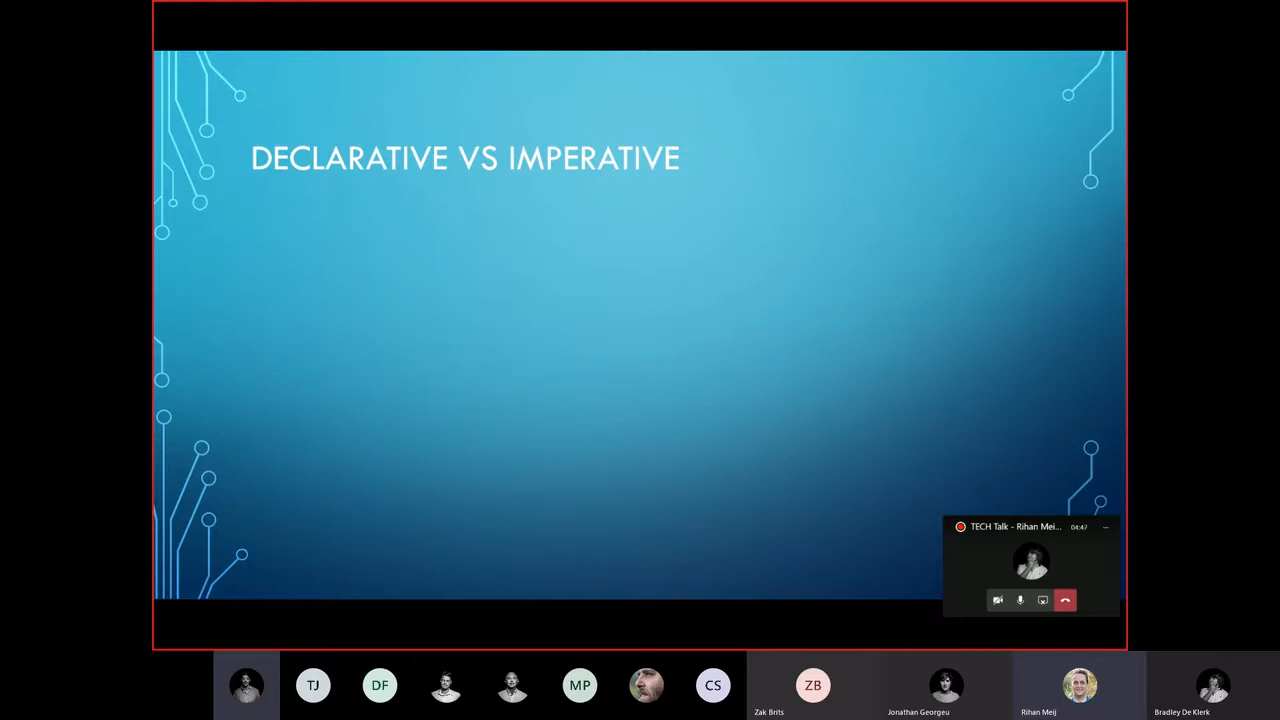 DECLARATIVE VS IMPERATIVE
TECH Talk - Rihan Mei... 04:47
TJ
DF
MP
CS
ZB
Zak Brits
Jonathan Georgeu
Rihan Meij
Bradley De Klerk